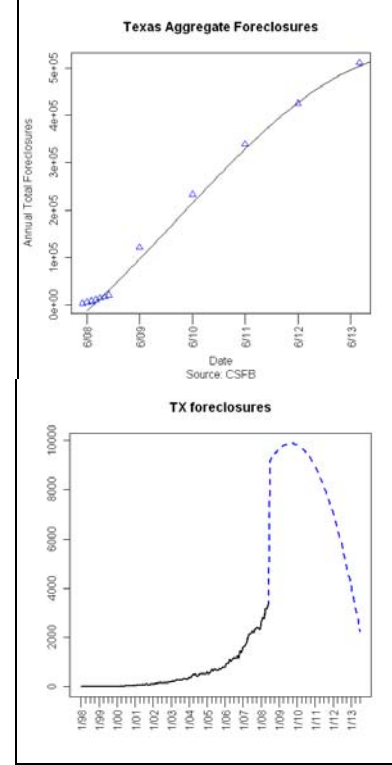 Texas Aggregate Foreclosures
Annual Total Foreclosures
5e+05
4e+05
3e+05
2e+05
1e+05
0e+00
6/08 6/09 6/10 6/11 6/12 6/13
Date
Source: CSFB
TX foreclosures
10000
8000
6000
4000
2000
0
1/98 1/99 1/00 1/01 1/02 1/03 1/04 1/05 1/06 1/07 1/08 1/09 1/10 1/11 1/12 1/13